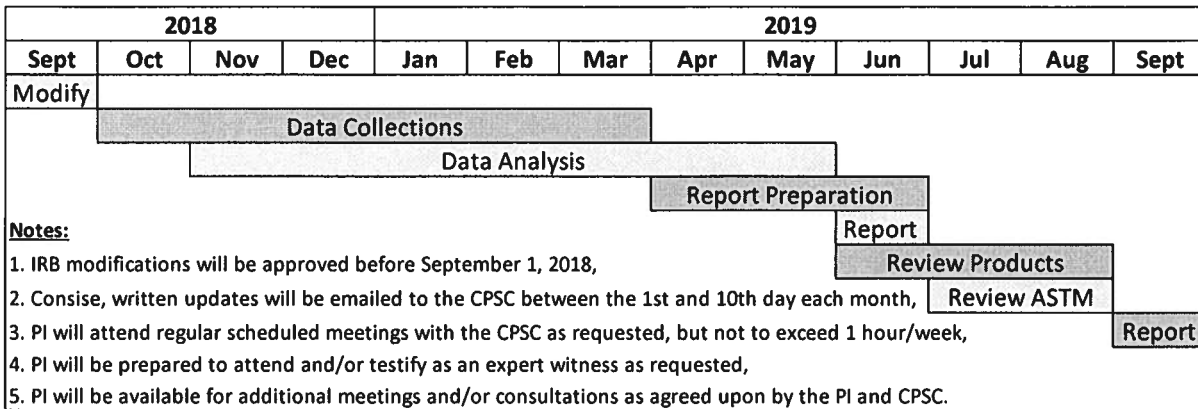 2018 2019
Sept Oct Nov Dec Jan Feb Mar Apr May Jun Jul Aug Sept
Modify
Data Collections
Data Analysis
Report Preparation
Notes: Report
1. IRB modifications will be approved before September 1, 2018, Review Products
2. Consise, written updates will be emailed to the CPSC between the 1st and 10th day each month, Review ASTM
3. PI will attend regular scheduled meetings with the CPSC as requested, but not to exceed 1 hour/week, Report
4. PI will be prepared to attend and/or testify as an expert witness as requested,
5. PI will be available for additional meetings and/or consultations as agreed upon by the PI and CPSC.